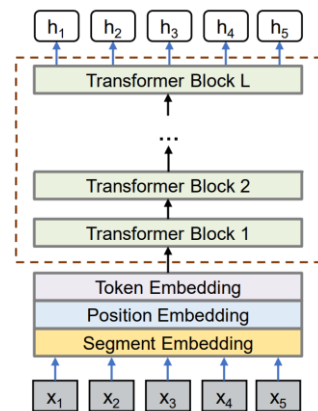 h1 h2 h3 h4 h5
Transformer Block L
...
Transformer Block 2
Transformer Block 1
Token Embedding
Position Embedding
Segment Embedding
x1 x2 x3 x4 x5